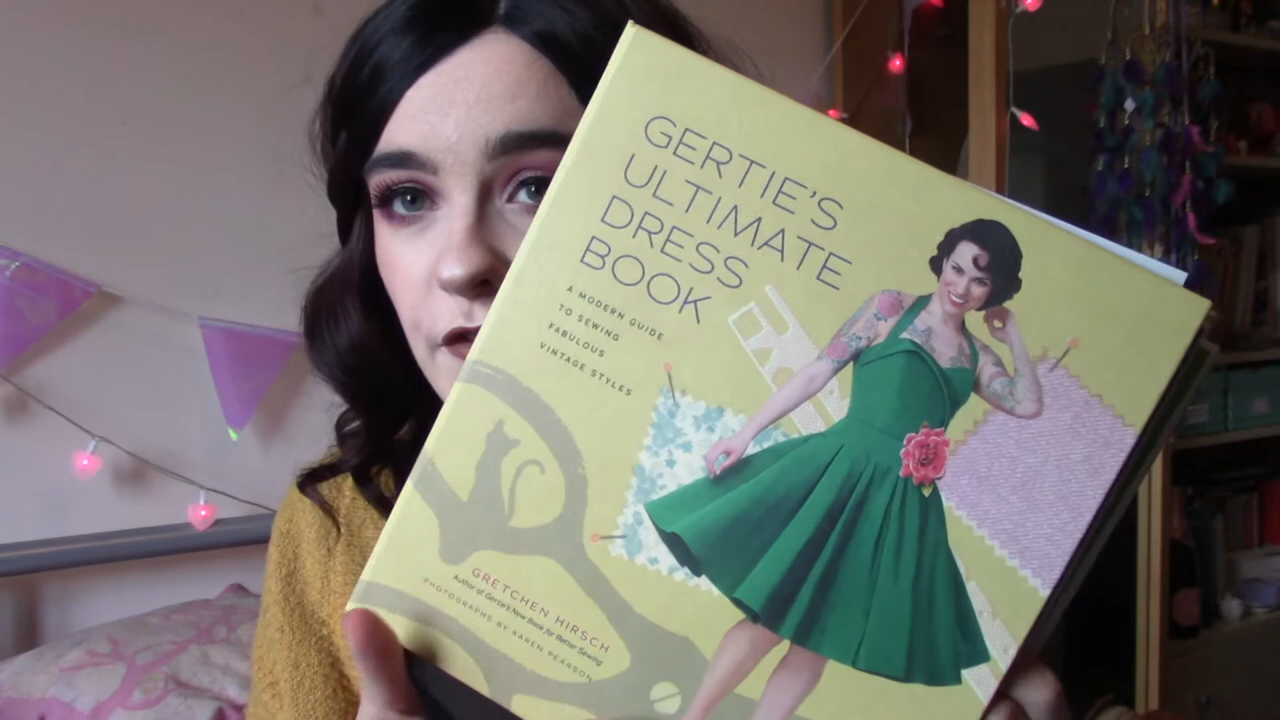 GERTIE'S
ULTIMATE
DRESS
BOOK
A MODERN GUIDE
TO SEWING
FABULOUS
VINTAGE STYLES
GRETCHEN HIRSCH
Author of Gertie's New Book for Better Sewing
PHOTOGRAPHS BY KAREN PEARSON